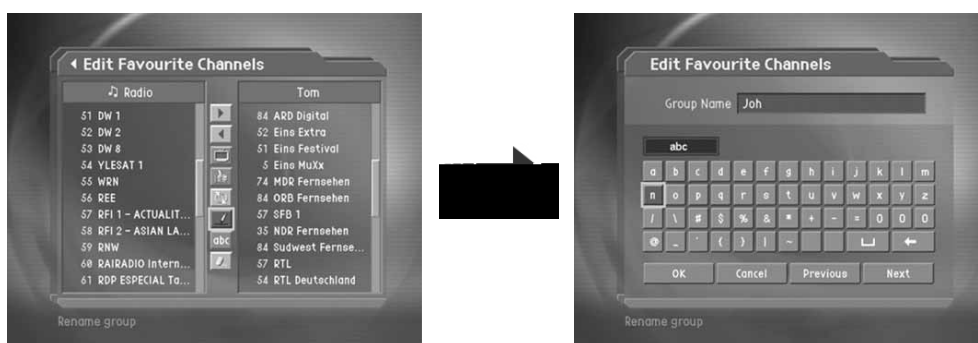 Edit Favourite Channels
Radio
51 DW 1
52 DW 2
53 DW 8
54 YLESAT 1
55 WRN
56 REE
57 RFI 1 - ACTUALIT...
58 RFI 2 - ASIAN LA...
59 RNW
60 RAIRADIO Intern...
61 RDP ESPECIAL Ta...
abc
Tom
84 ARD Digital
52 Eins Extra
51 Eins Festival
5 Eins MuXx
74 MDR Fernsehen
84 ORB Fernsehen
57 SFB 1
35 NDR Fernsehen
84 Sudwest Fernse...
57 RTL
54 RTL Deutschland
Rename group
Edit Favourite Channels
Group Name Joh
abc
a b c d e f g h i j k l m
n o p q r s t u v w x y z
/ \ # $ % & * + - = 0 0 0
@ _ ' ( ) | ~
OK Cancel Previous Next
Rename group